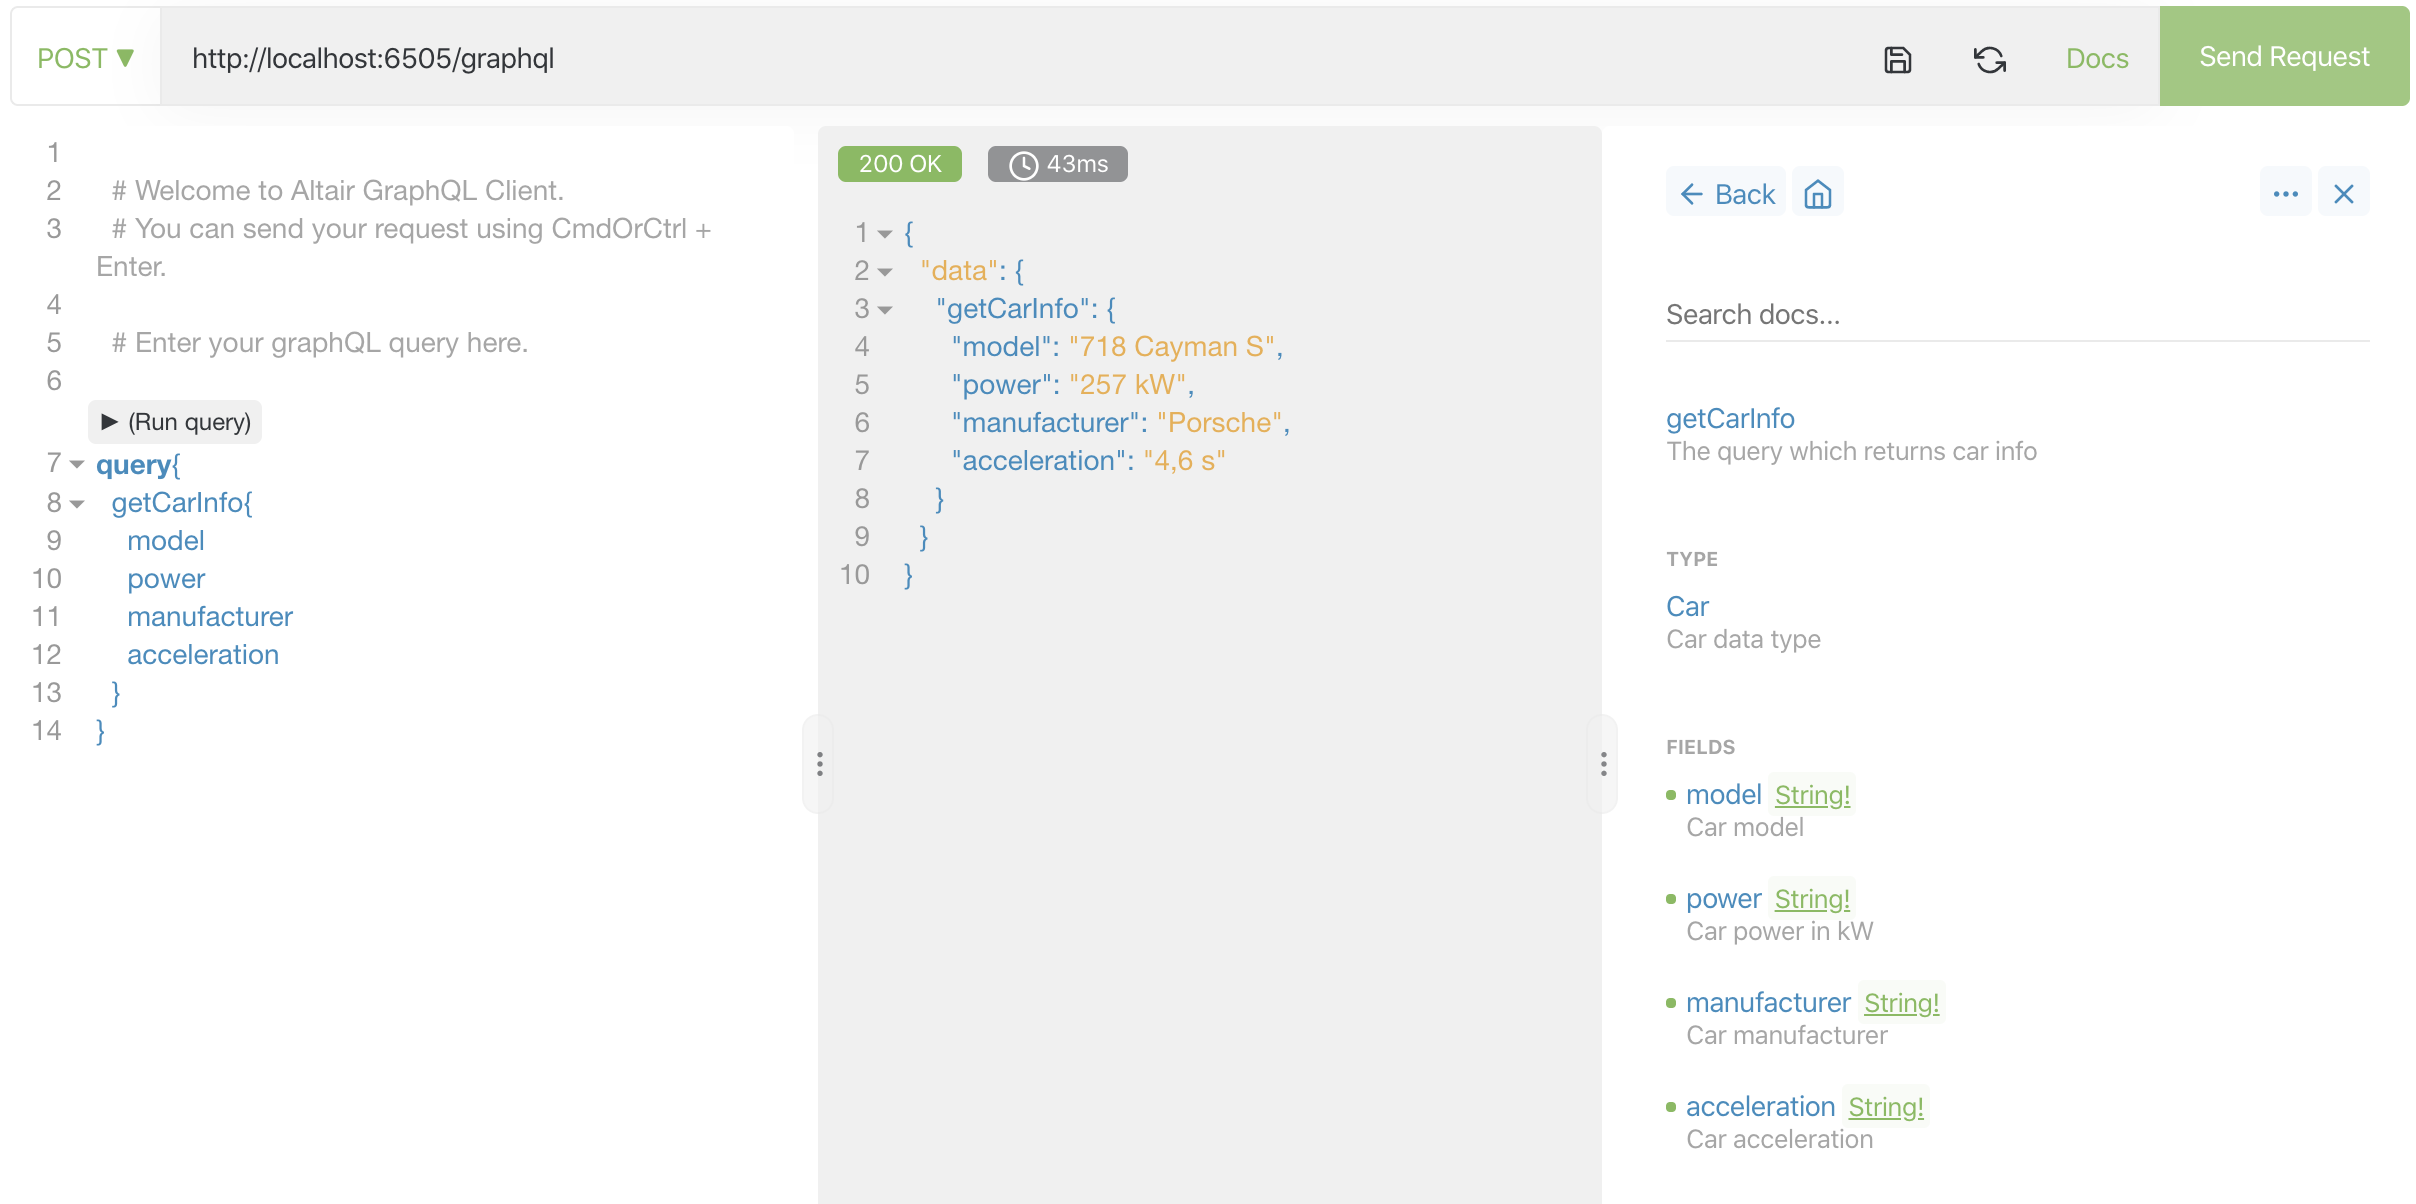 POST ▼
http://localhost:6505/graphql
Docs
Send Request
1
2 # Welcome to Altair GraphQL Client.
3 # You can send your request using CmdOrCtrl +
Enter.
4
5 # Enter your graphQL query here.
6
▶ (Run query)
7 query{
8 getCarInfo{
9 model
10 power
11 manufacturer
12 acceleration
13 }
14 }
200 OK
43ms
1 {
2 "data": {
3 "getCarInfo": {
4 "model": "718 Cayman S",
5 "power": "257 kW",
6 "manufacturer": "Porsche",
7 "acceleration": "4,6 s"
8 }
9 }
10 }
← Back
Search docs...
getCarInfo
The query which returns car info
TYPE
Car
Car data type
FIELDS
model String!
Car model
power String!
Car power in kW
manufacturer String!
Car manufacturer
acceleration String!
Car acceleration